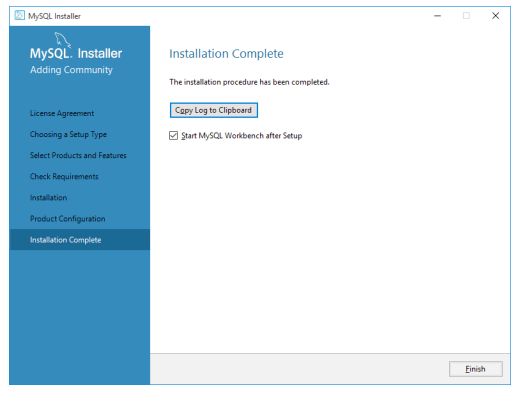 MySQL Installer
MySQL. Installer
Adding Community
License Agreement
Choosing a Setup Type
Select Products and Features
Check Requirements
Installation
Product Configuration
Installation Complete
Installation Complete
The installation procedure has been completed.
Copy Log to Clipboard
Start MySQL Workbench after Setup
Finish